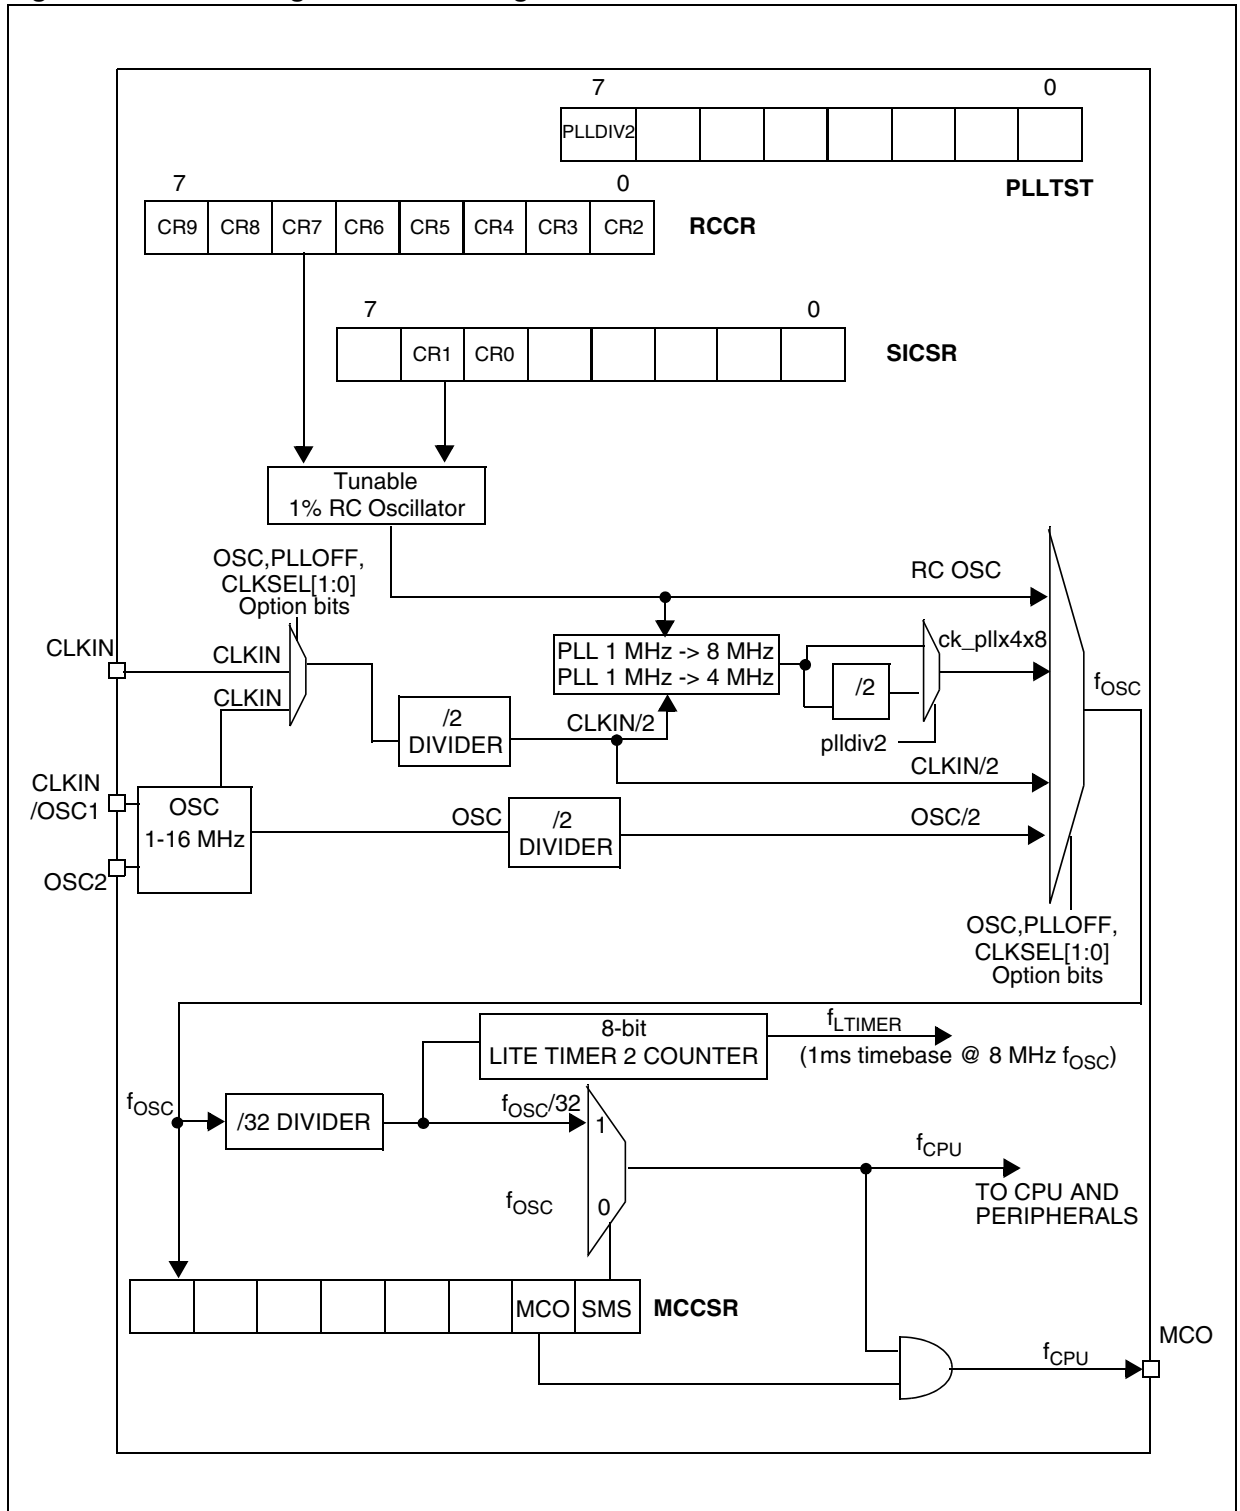 7 0
PLLDIV2
PLLTST
7 0
CR9 CR8 CR7 CR6 CR5 CR4 CR3 CR2 RCCR
7 0
CR1 CR0 SICSR
Tunable
1% RC Oscillator
OSC,PLLOFF,
CLKSEL[1:0]
Option bits
RC OSC
CLKIN
CLKIN
CLKIN
PLL 1 MHz -> 8 MHz
PLL 1 MHz -> 4 MHz
/2
ck_pllx4x8
plldiv2
fOSC
/2
DIVIDER
CLKIN/2
CLKIN/2
CLKIN
/OSC1
OSC2
OSC
1-16 MHz
OSC
/2
DIVIDER
OSC/2
OSC,PLLOFF,
CLKSEL[1:0]
Option bits
8-bit
LITE TIMER 2 COUNTER
fLTIMER
(1ms timebase @ 8 MHz fOSC)
fOSC
/32 DIVIDER
fOSC/32
1
fOSC
0
fCPU
TO CPU AND
PERIPHERALS
MCO SMS MCCSR
fCPU
MCO